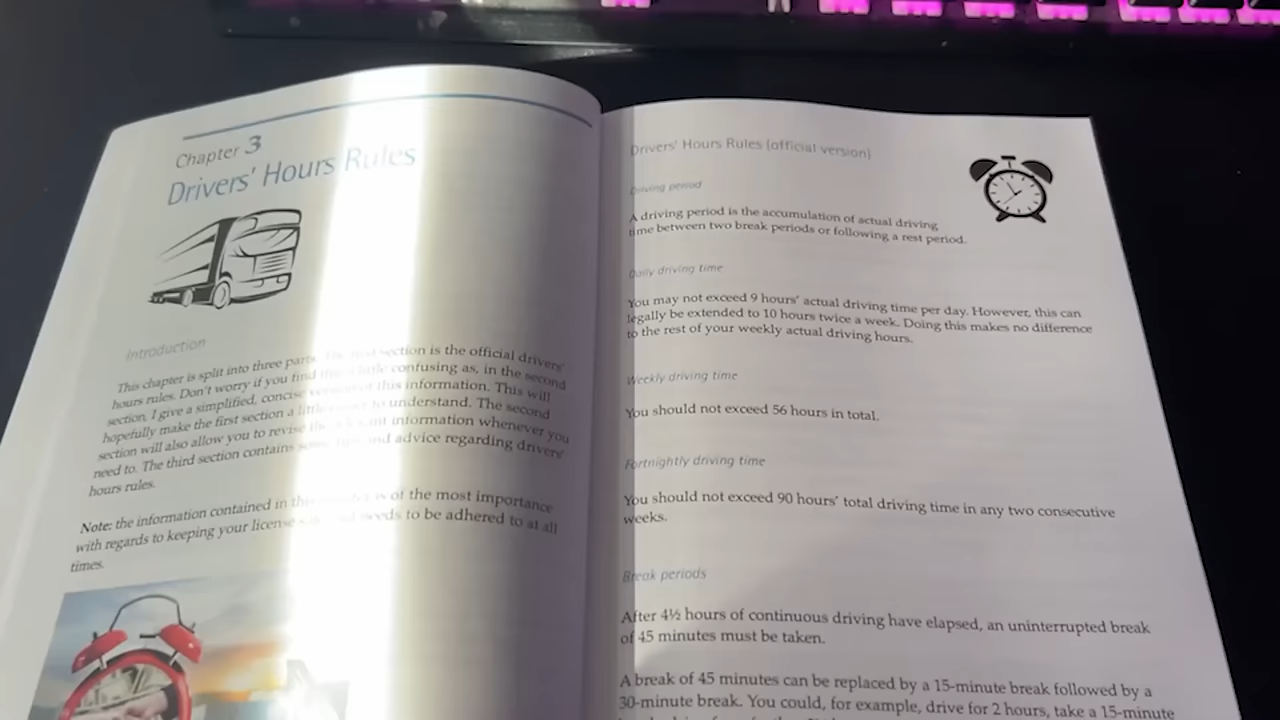 Chapter 3
Drivers' Hours Rules
Introduction
This chapter is split into three parts. The first section is the official drivers'
hours rules. Don't worry if you find this a little confusing as, in the second
section, I give a simplified, concise version of this information. This will
hopefully make the first section a little easier to understand. The second
section will also allow you to revise the information whenever you
need to. The third section contains some and advice regarding drivers'
hours rules.
Note: the information contained in this chapter is of the most importance
with regards to keeping your license and needs to be adhered to at all
times.
Drivers' Hours Rules (official version)
Driving period
A driving period is the accumulation of actual driving
time between two break periods or following a rest period.
Daily driving time
You may not exceed 9 hours' actual driving time per day. However, this can
legally be extended to 10 hours twice a week. Doing this makes no difference
to the rest of your weekly actual driving hours.
Weekly driving time
You should not exceed 56 hours in total.
Fortnightly driving time
You should not exceed 90 hours' total driving time in any two consecutive
weeks.
Break periods
After 4½ hours of continuous driving have elapsed, an uninterrupted break
of 45 minutes must be taken.
A break of 45 minutes can be replaced by a 15-minute break followed by a
30-minute break. You could, for example, drive for 2 hours, take a 15-minute